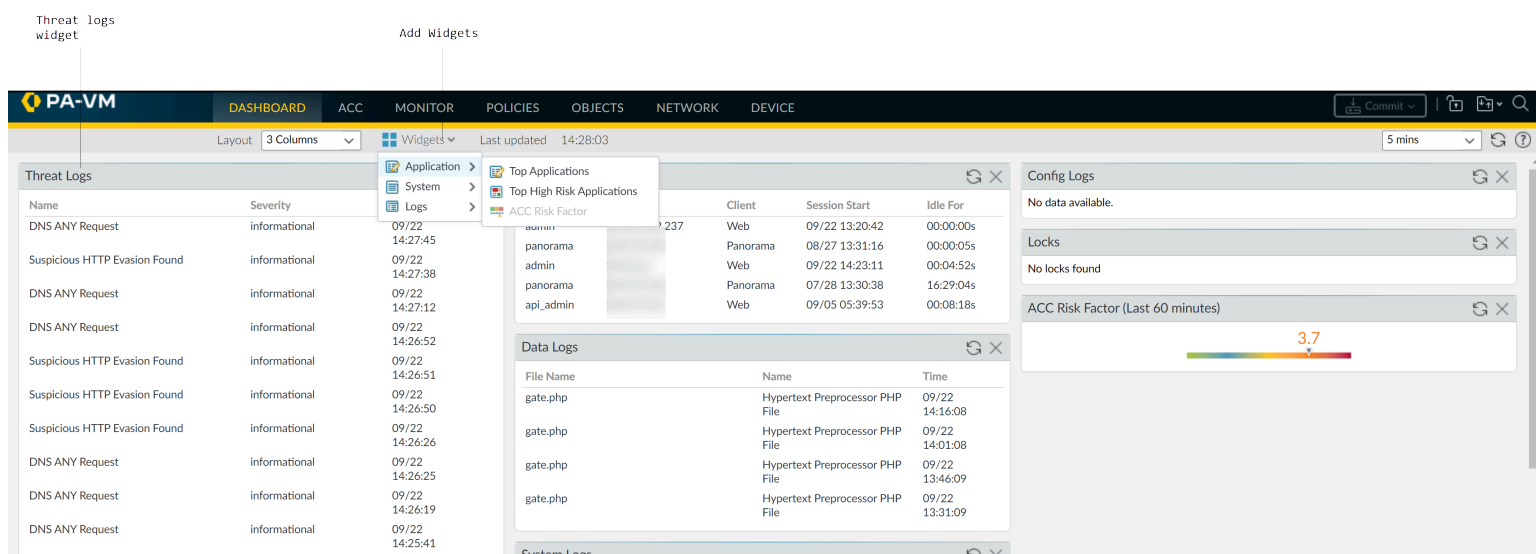 Threat logs
widget
Add Widgets
PA-VM
DASHBOARD ACC MONITOR POLICIES OBJECTS NETWORK DEVICE Commit
Layout 3 Columns Widgets Last updated 14:28:03 5 mins
Application
System
Logs
Top Applications
Top High Risk Applications
ACC Risk Factor
Threat Logs
Name Severity
DNS ANY Request informational 09/22
14:27:45
Suspicious HTTP Evasion Found informational 09/22
14:27:38
DNS ANY Request informational 09/22
14:27:12
DNS ANY Request informational 09/22
14:26:52
Suspicious HTTP Evasion Found informational 09/22
14:26:51
Suspicious HTTP Evasion Found informational 09/22
14:26:50
Suspicious HTTP Evasion Found informational 09/22
14:26:26
DNS ANY Request informational 09/22
14:26:25
DNS ANY Request informational 09/22
14:26:19
DNS ANY Request informational 09/22
14:25:41
Client Session Start Idle For
admin 237 Web 09/22 13:20:42 00:00:00s
panorama Panorama 08/27 13:31:16 00:00:05s
admin Web 09/22 14:23:11 00:04:52s
panorama Panorama 07/28 13:30:38 16:29:04s
api_admin Web 09/05 05:39:53 00:08:18s
Data Logs
File Name Name Time
gate.php Hypertext Preprocessor PHP 09/22
File 14:16:08
gate.php Hypertext Preprocessor PHP 09/22
File 14:01:08
gate.php Hypertext Preprocessor PHP 09/22
File 13:46:09
gate.php Hypertext Preprocessor PHP 09/22
File 13:31:09
System Logs
Config Logs
No data available.
Locks
No locks found
ACC Risk Factor (Last 60 minutes)
3.7